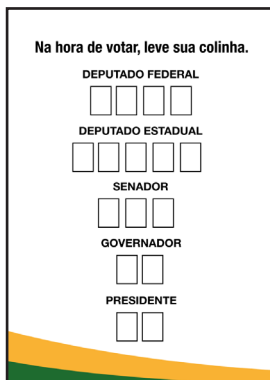 Na hora de votar, leve sua colinha.
DEPUTADO FEDERAL
DEPUTADO ESTADUAL
SENADOR
GOVERNADOR
PRESIDENTE